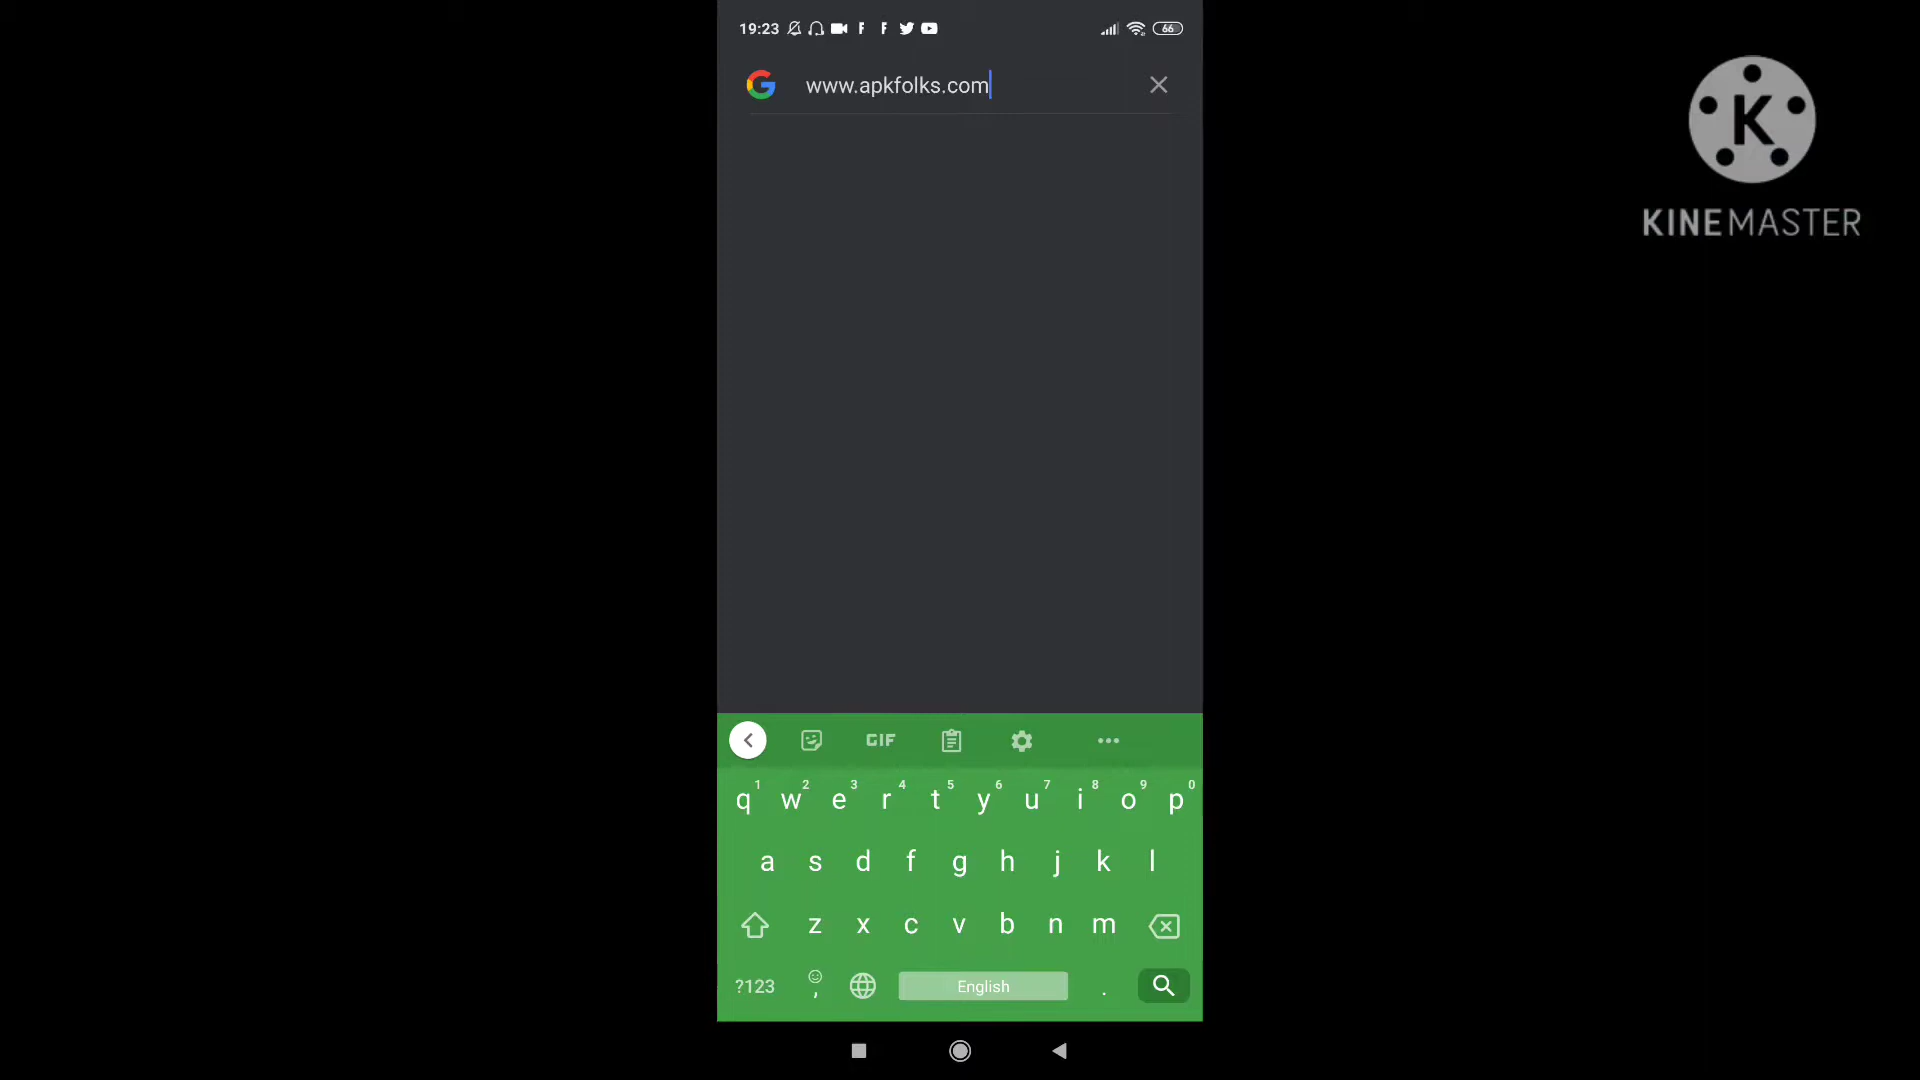 19:23
66
www.apkfolks.com
K
KINEMASTER
GIF
1 2 3 4 5 6 7 8 9 0
q w e r t y u i o p
a s d f g h j k l
z x c v b n m
?123 , English .